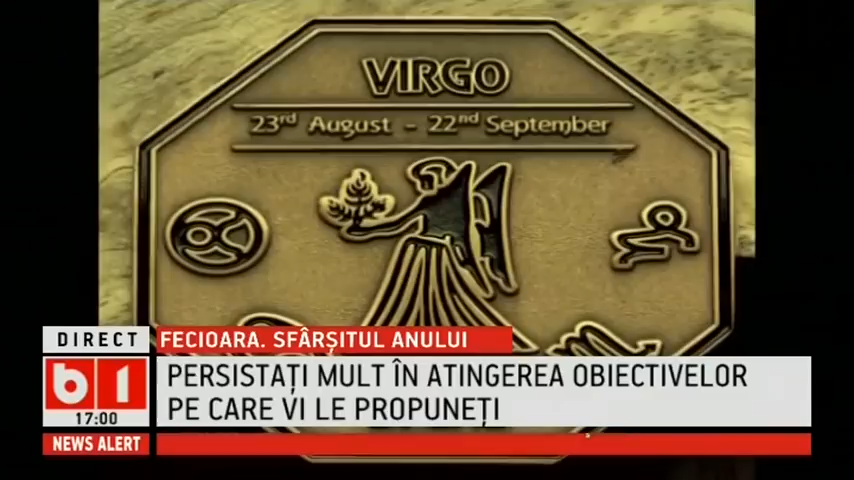 VIRGO
23rd August - 22nd September
DIRECT
FECIOARA. SFÂRȘITUL ANULUI
b1
PERSISTAȚI MULT ÎN ATINGEREA OBIECTIVELOR
PE CARE VI LE PROPUNEȚI
17:00
NEWS ALERT